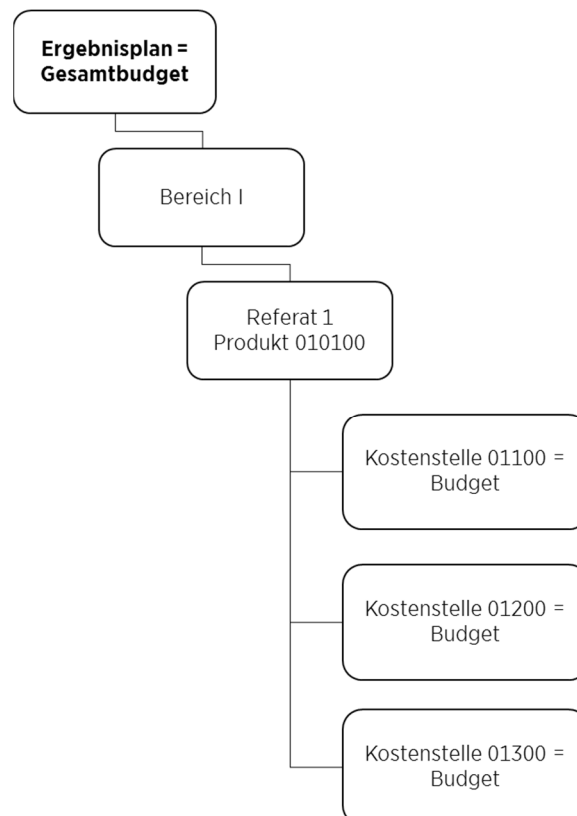 Ergebnisplan =
Gesamtbudget
Bereich I
Referat 1
Produkt 010100
Kostenstelle 01100 =
Budget
Kostenstelle 01200 =
Budget
Kostenstelle 01300 =
Budget